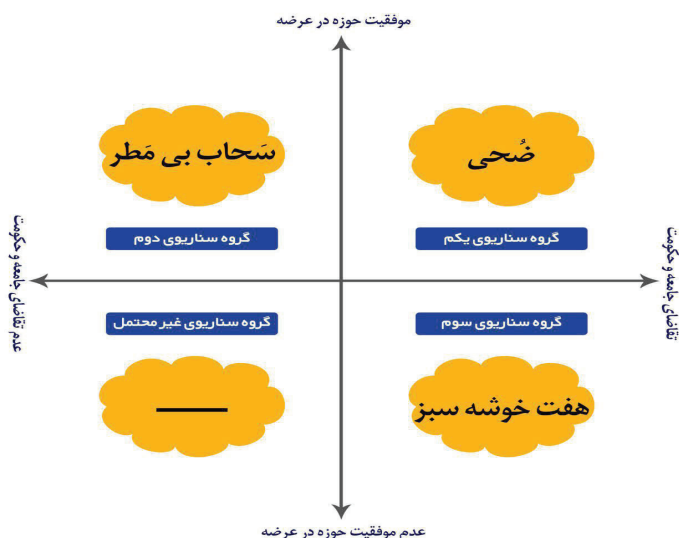 موفقیت حوزه در عرضه
ضُحی
سَحاب بی مَطر
گروه سناریوی یکم
گروه سناریوی دوم
تقاضای جامعه و حکومت
عدم تقاضای جامعه و حکومت
گروه سناریوی سوم
گروه سناریوی غیر محتمل
هفت خوشه سبز
عدم موفقیت حوزه در عرضه